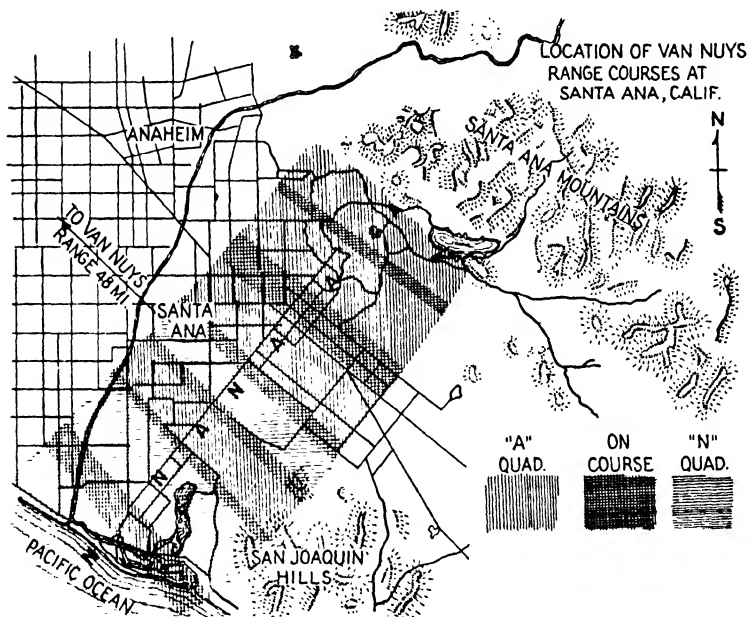 LOCATION OF VAN NUYS
RANGE COURSES AT
SANTA ANA, CALIF.
N
S
ANAHEIM
SANTA ANA MOUNTAINS
TO VAN NUYS
RANGE 48 MI
SANTA
ANA
A
A
N
A
N
N
N
"A"
QUAD.
ON
COURSE
"N"
QUAD.
SAN JOAQUIN
HILLS
PACIFIC OCEAN